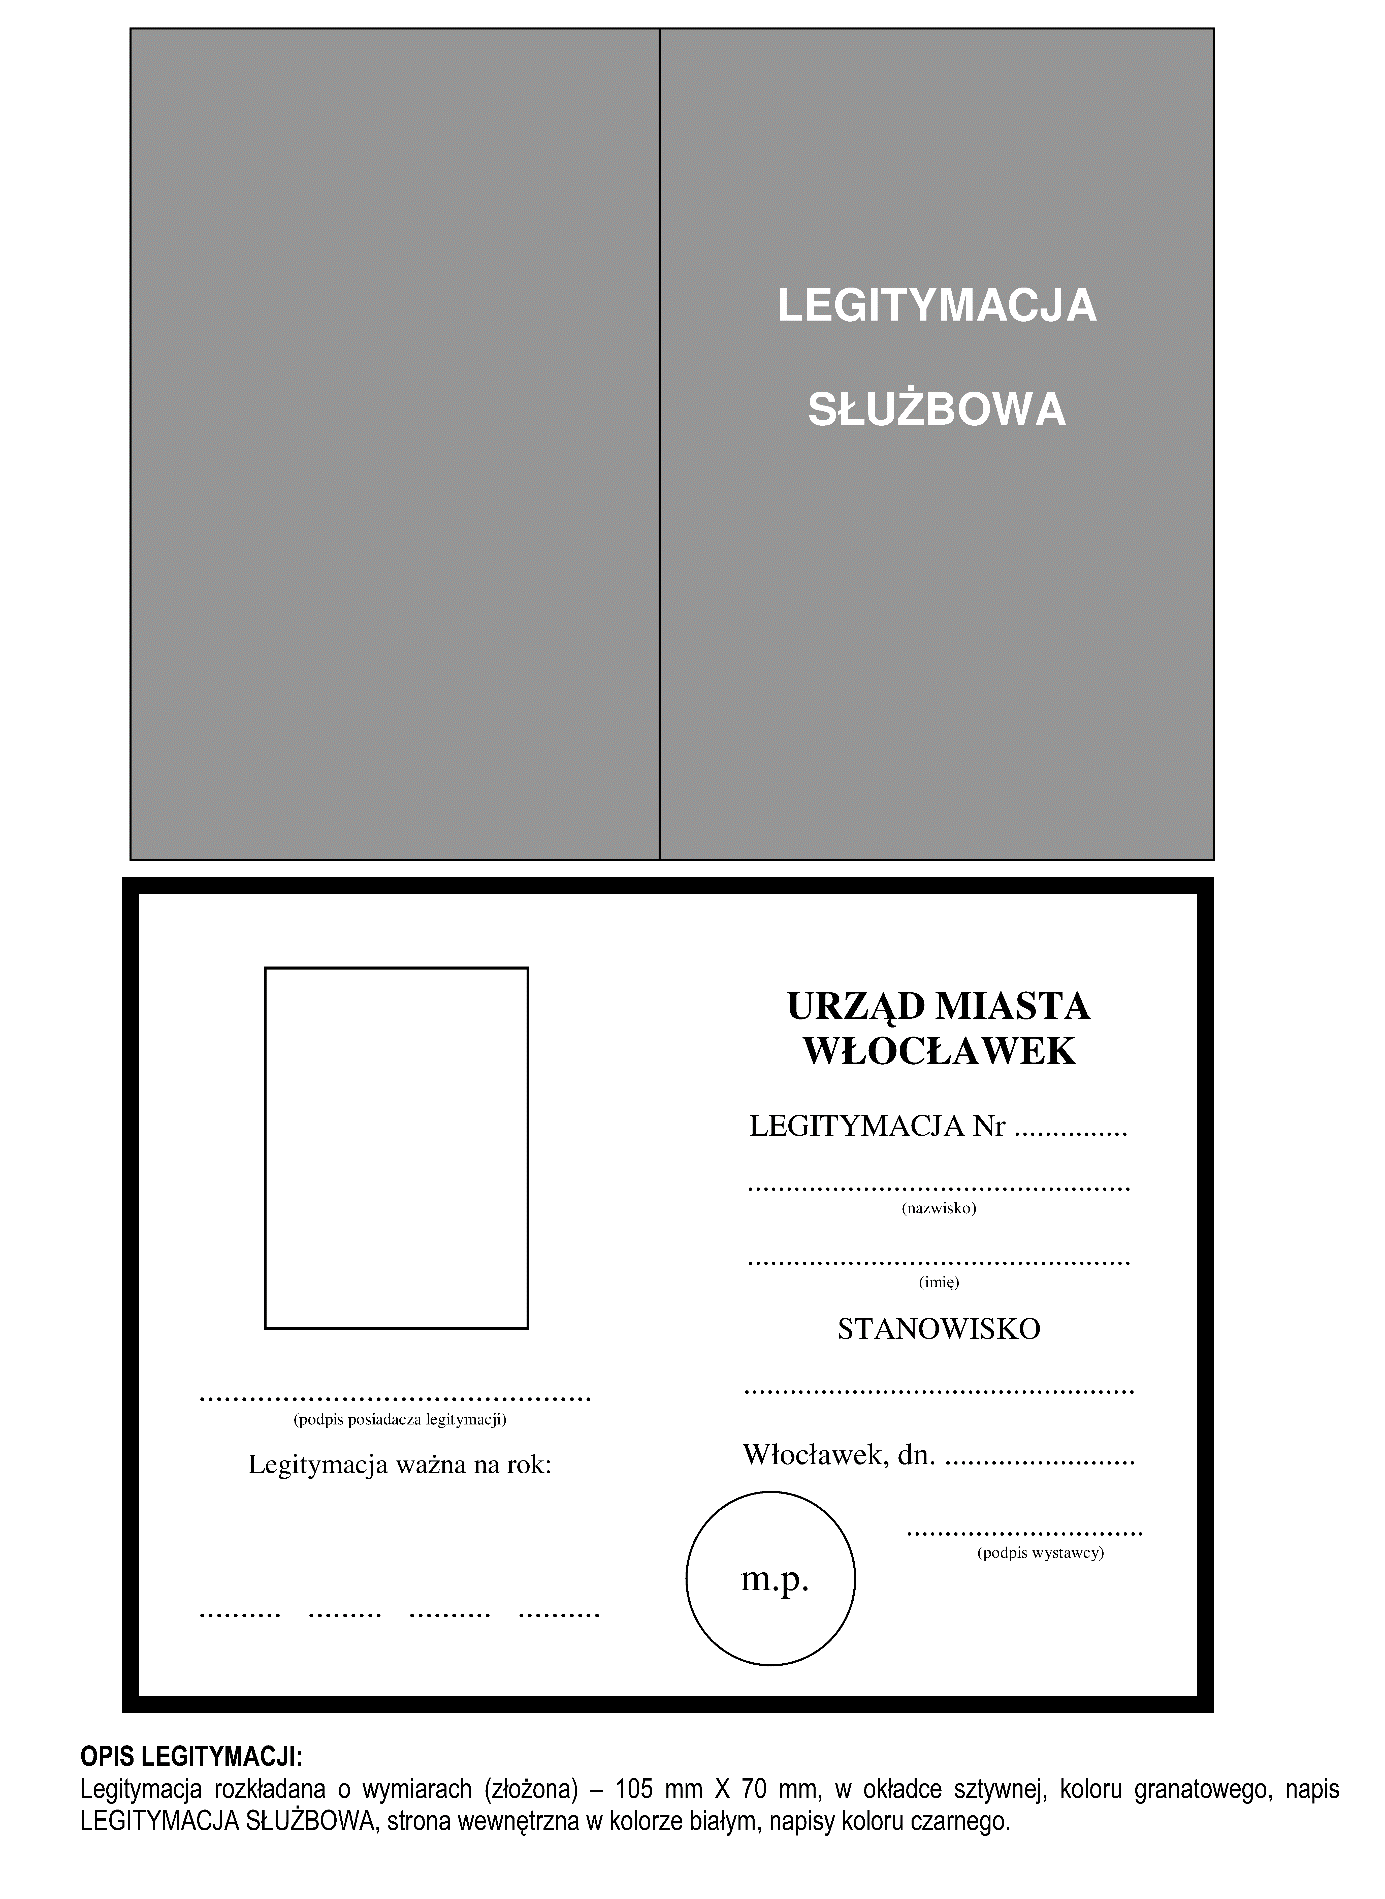 LEGITYMACJA
SŁUŻBOWA
URZĄD MIASTA
WŁOCŁAWEK
LEGITYMACJA Nr ...............
..................................................
(nazwisko)
..................................................
(imię)
STANOWISKO
...................................................
Włocławek, dn. .........................
...............................
(podpis wystawcy)
m.p.
................................................
(podpis posiadacza legitymacji)
Legitymacja ważna na rok:
.......... ......... .......... ..........
OPIS LEGITYMACJI:
Legitymacja rozkładana o wymiarach (złożona) – 105 mm X 70 mm, w okładce sztywnej, koloru granatowego, napis
LEGITYMACJA SŁUŻBOWA, strona wewnętrzna w kolorze białym, napisy koloru czarnego.